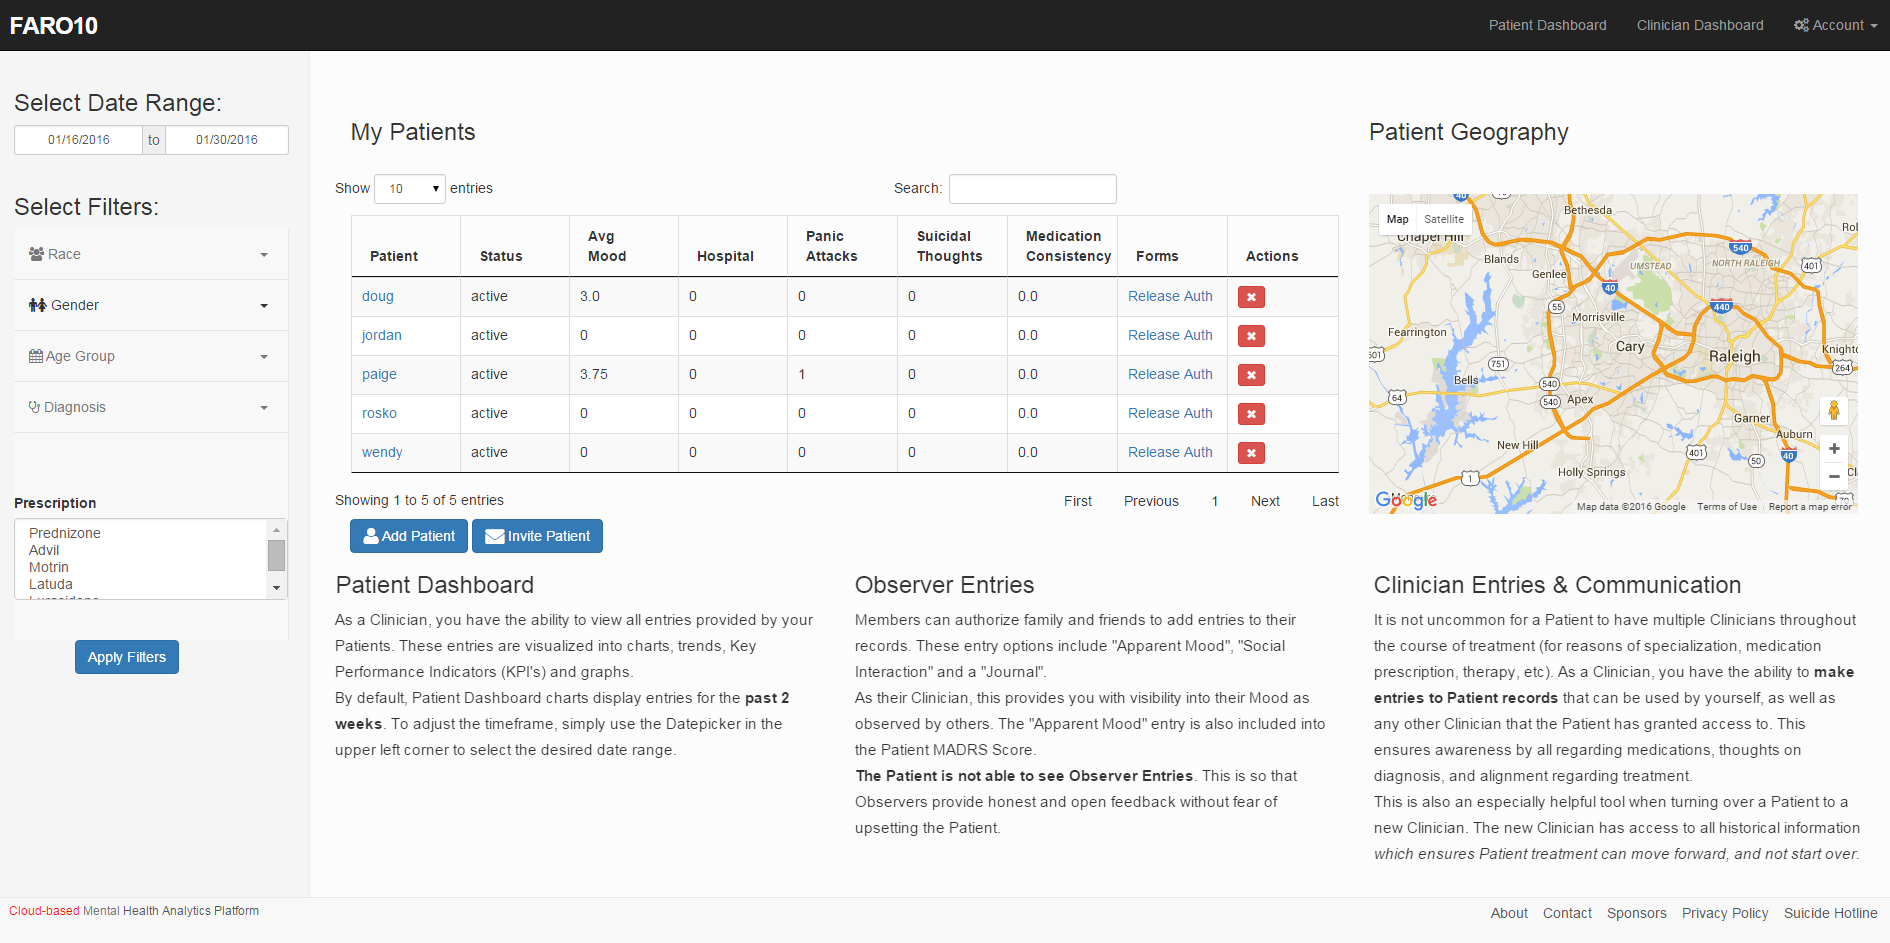 FARO10
Patient Dashboard
Clinician Dashboard
Account
Select Date Range:
01/16/2016 to 01/30/2016
Select Filters:
Race
Gender
Age Group
Diagnosis
Prescription
Prednizone
Advil
Motrin
Latuda
Apply Filters
My Patients
Show 10 entries
Search:
Patient Status Avg Mood Hospital Panic Attacks Suicidal Thoughts Medication Consistency Forms Actions
doug active 3.0 0 0 0 0.0 Release Auth
jordan active 0 0 0 0 0.0 Release Auth
paige active 3.75 0 1 0 0.0 Release Auth
rosko active 0 0 0 0 0.0 Release Auth
wendy active 0 0 0 0 0.0 Release Auth
Showing 1 to 5 of 5 entries
First Previous 1 Next Last
Add Patient
Invite Patient
Patient Geography
Map
Satellite
Bethesda
Chapel Hill
Blands
Genlee
UMSTEAD
NORTH RALEIGH
540
401
40
440
55
Morrisville
Fearrington
Cary
Raleigh
501
751
Bells
264
540
64
540
Apex
Garner
Auburn
New Hill
401
50
40
Holly Springs
1
Google
Map data ©2016 Google
Terms of Use
Report a map error
Patient Dashboard
As a Clinician, you have the ability to view all entries provided by your
Patients. These entries are visualized into charts, trends, Key
Performance Indicators (KPI's) and graphs.
By default, Patient Dashboard charts display entries for the past 2
weeks. To adjust the timeframe, simply use the Datepicker in the
upper left corner to select the desired date range.
Observer Entries
Members can authorize family and friends to add entries to their
records. These entry options include "Apparent Mood", "Social
Interaction" and a "Journal".
As their Clinician, this provides you with visibility into their Mood as
observed by others. The "Apparent Mood" entry is also included into
the Patient MADRS Score.
The Patient is not able to see Observer Entries. This is so that
Observers provide honest and open feedback without fear of
upsetting the Patient.
Clinician Entries & Communication
It is not uncommon for a Patient to have multiple Clinicians throughout
the course of treatment (for reasons of specialization, medication
prescription, therapy, etc). As a Clinician, you have the ability to make
entries to Patient records that can be used by yourself, as well as
any other Clinician that the Patient has granted access to. This
ensures awareness by all regarding medications, thoughts on
diagnosis, and alignment regarding treatment.
This is also an especially helpful tool when turning over a Patient to a
new Clinician. The new Clinician has access to all historical information
which ensures Patient treatment can move forward, and not start over.
Cloud-based Mental Health Analytics Platform
About
Contact
Sponsors
Privacy Policy
Suicide Hotline